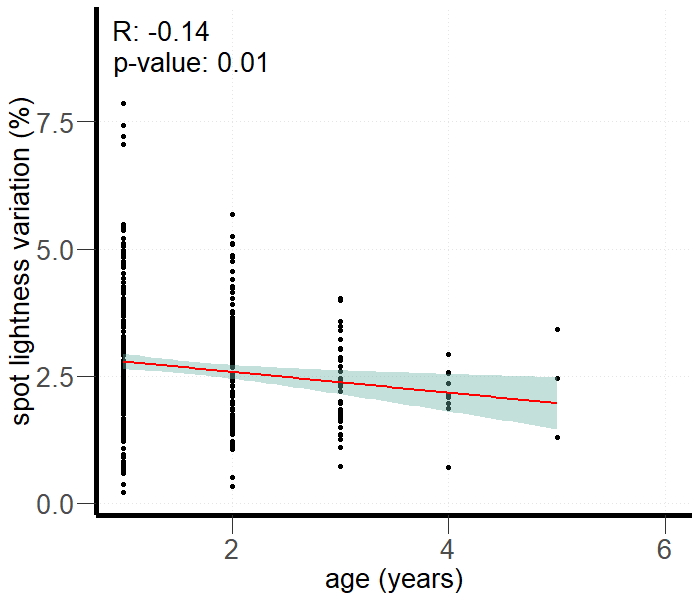 R: -0.14
p-value: 0.01
spot lightness variation (%)
7.5
5.0
2.5
0.0
2
4
6
age (years)